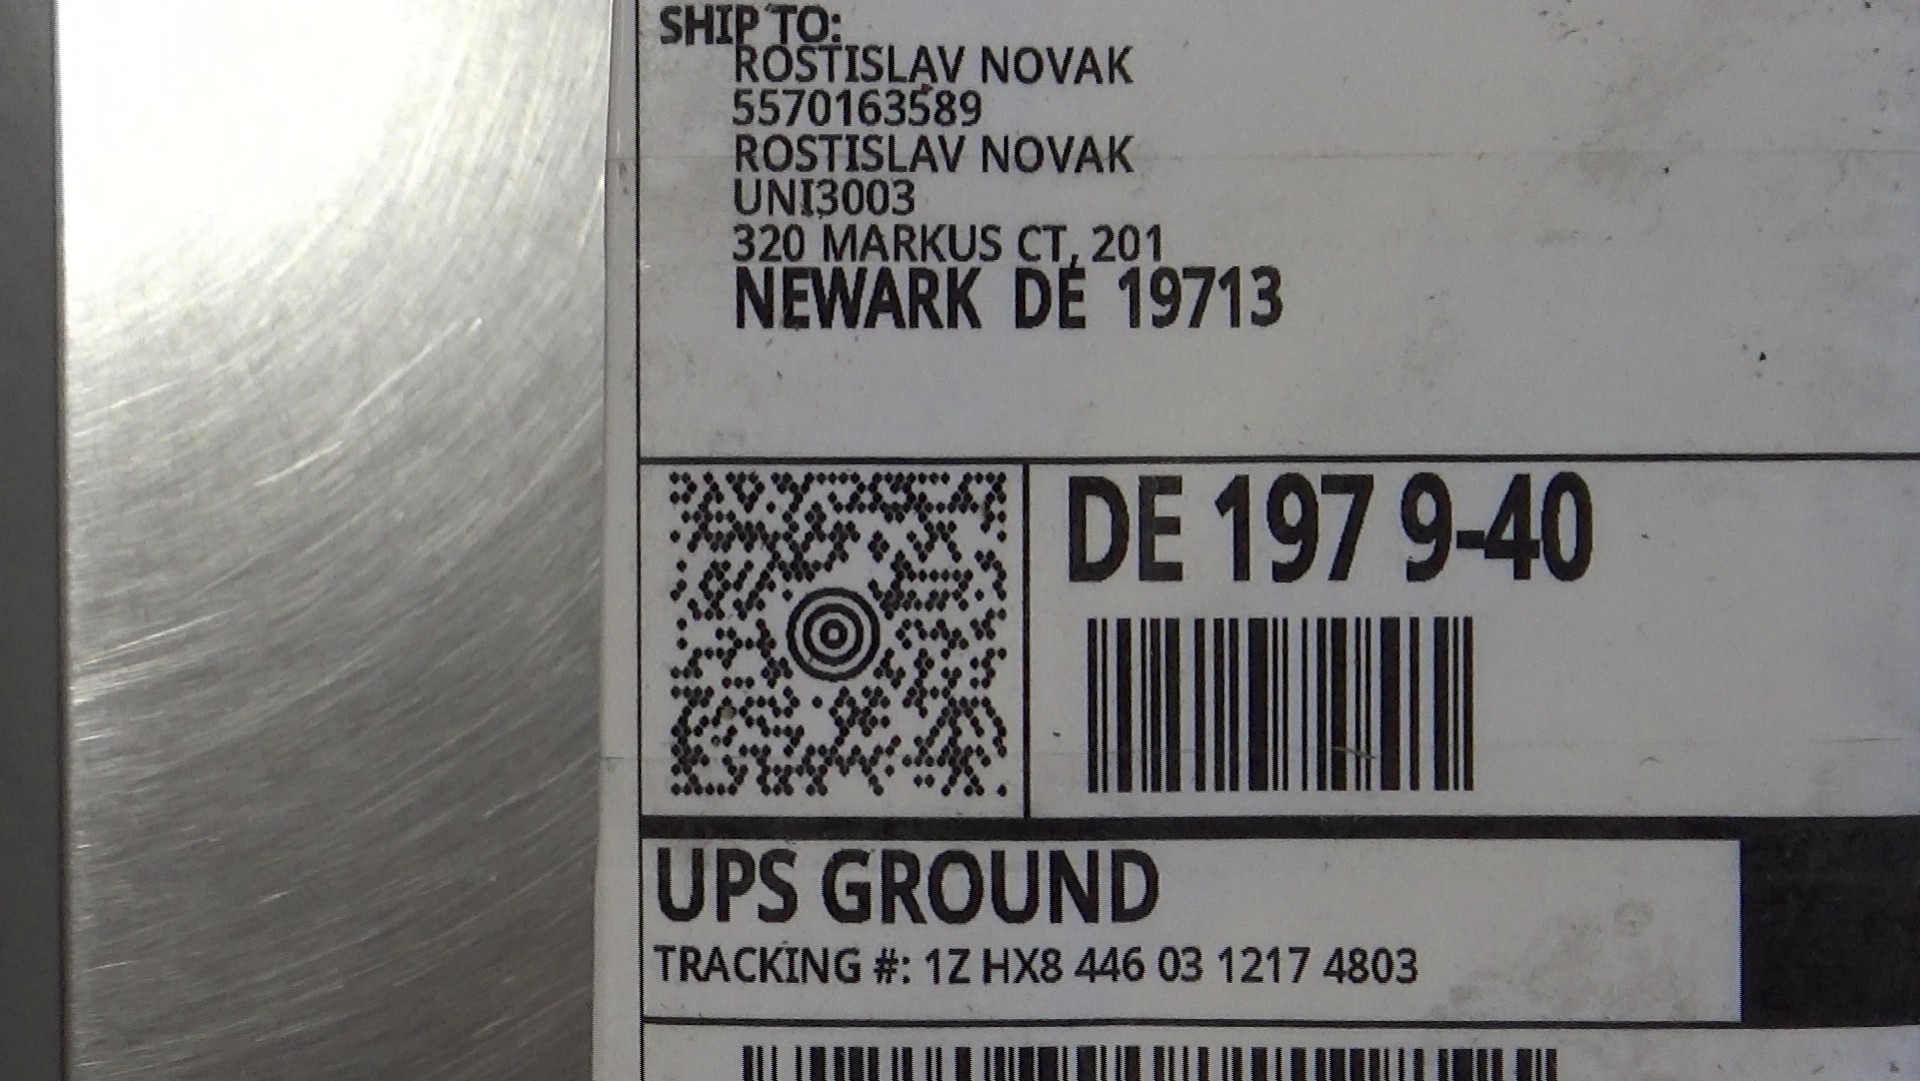 SHIP TO:
ROSTISLAV NOVAK
5570163589
ROSTISLAV NOVAK
UNI3003
320 MARKUS CT, 201
NEWARK DE 19713
DE 197 9-40
UPS GROUND
TRACKING #: 1Z HX8 446 03 1217 4803